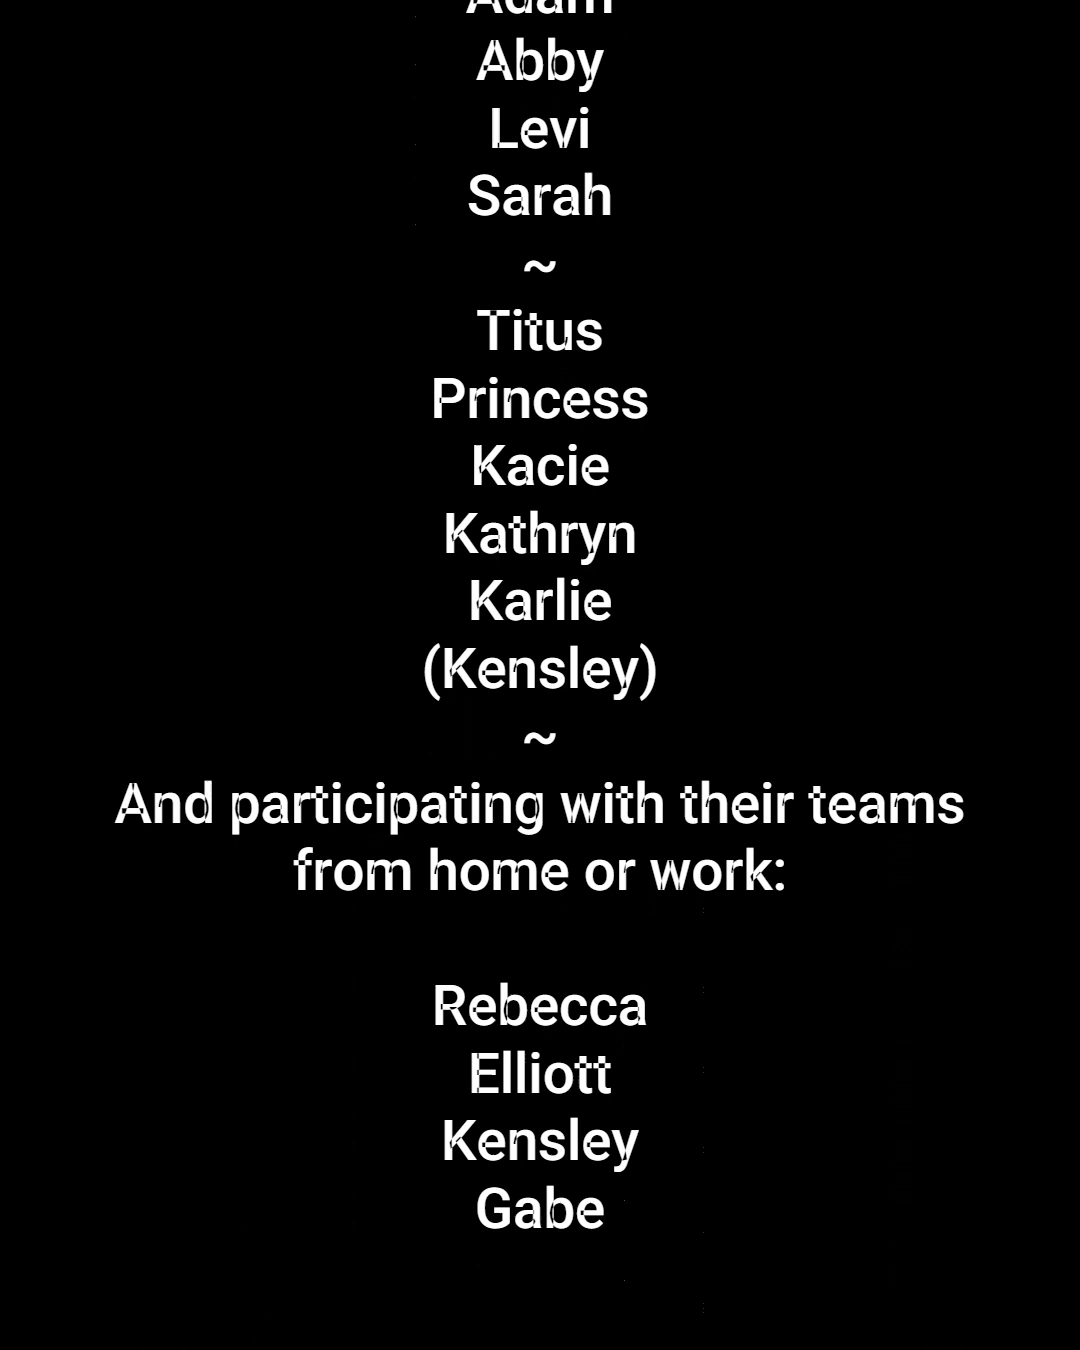 Adam
Abby
Levi
Sarah
~
Titus
Princess
Kacie
Kathryn
Karlie
(Kensley)
~
And participating with their teams
from home or work:
Rebecca
Elliott
Kensley
Gabe